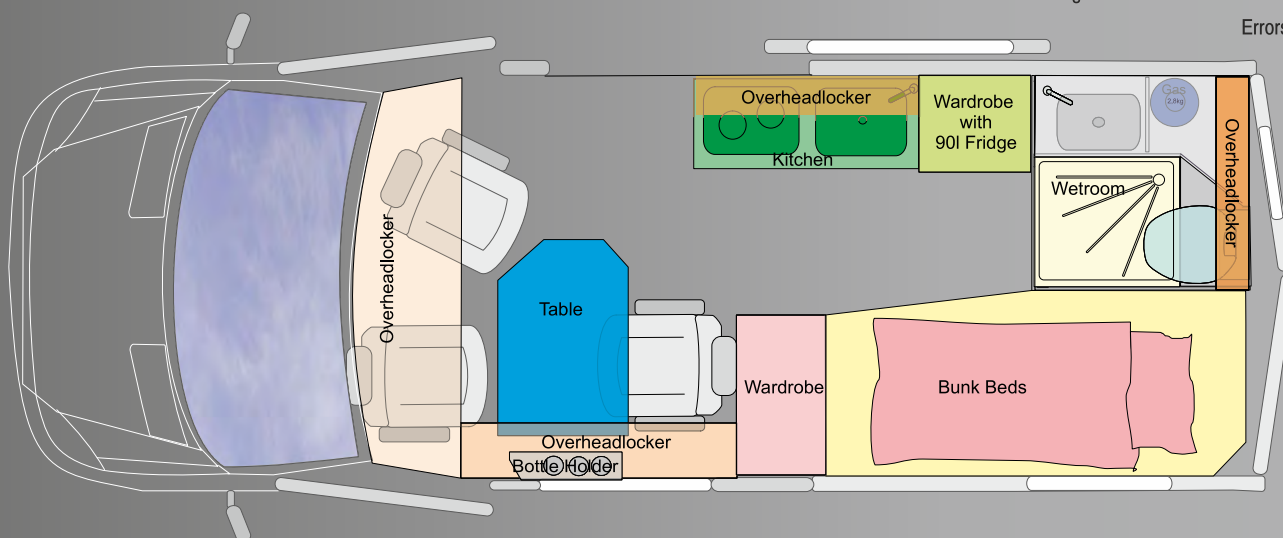 Errors
Overheadlocker
Kitchen
Wardrobe
with
90l Fridge
Gas
2,8kg
Wetroom
Overheadlocker
Overheadlocker
Table
Wardrobe
Bunk Beds
Overheadlocker
Bottle Holder